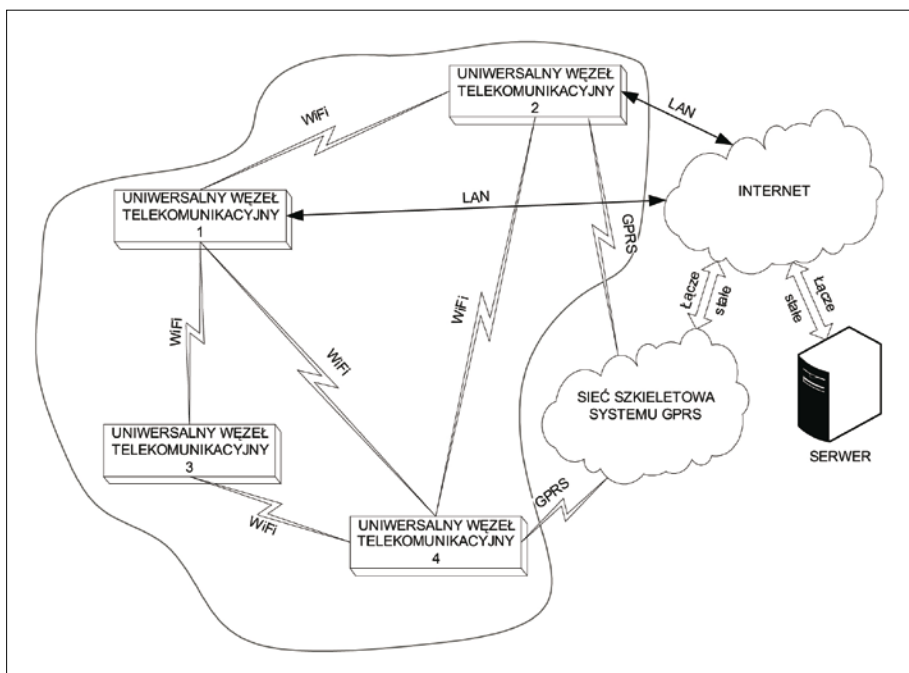 UNIWERSALNY WĘZEŁ
TELEKOMUNIKACYJNY
2
WiFi
LAN
UNIWERSALNY WĘZEŁ
TELEKOMUNIKACYJNY
1
LAN
INTERNET
GPRS
WiFi
WiFi
WiFi
Łącze
stałe
Łącze
stałe
SIEĆ SZKIELETOWA
SYSTEMU GPRS
SERWER
UNIWERSALNY WĘZEŁ
TELEKOMUNIKACYJNY
3
WiFi
GPRS
UNIWERSALNY WĘZEŁ
TELEKOMUNIKACYJNY
4